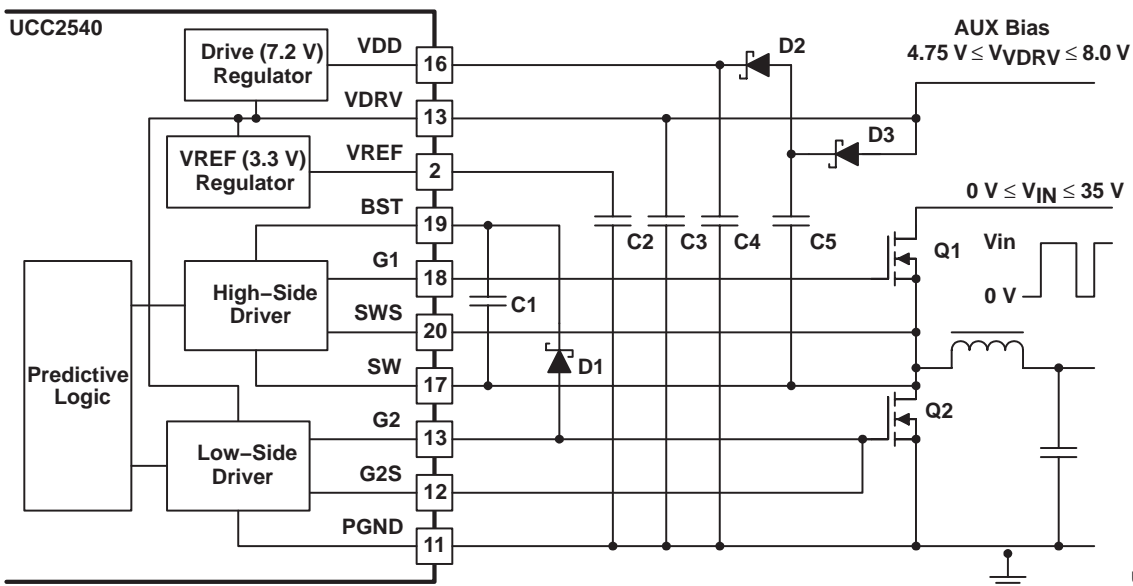 UCC2540
Drive (7.2 V)
Regulator
VDD
16
VDRV
13
VREF (3.3 V)
Regulator
VREF
2
BST
19
G1
18
High−Side
Driver
SWS
20
SW
17
Predictive
Logic
G2
13
Low−Side
Driver
G2S
12
PGND
11
D2
AUX Bias
4.75 V ≤ VVDRV ≤ 8.0 V
D3
0 V ≤ VIN ≤ 35 V
C2
C3
C4
C5
Q1
Vin
0 V
C1
D1
Q2